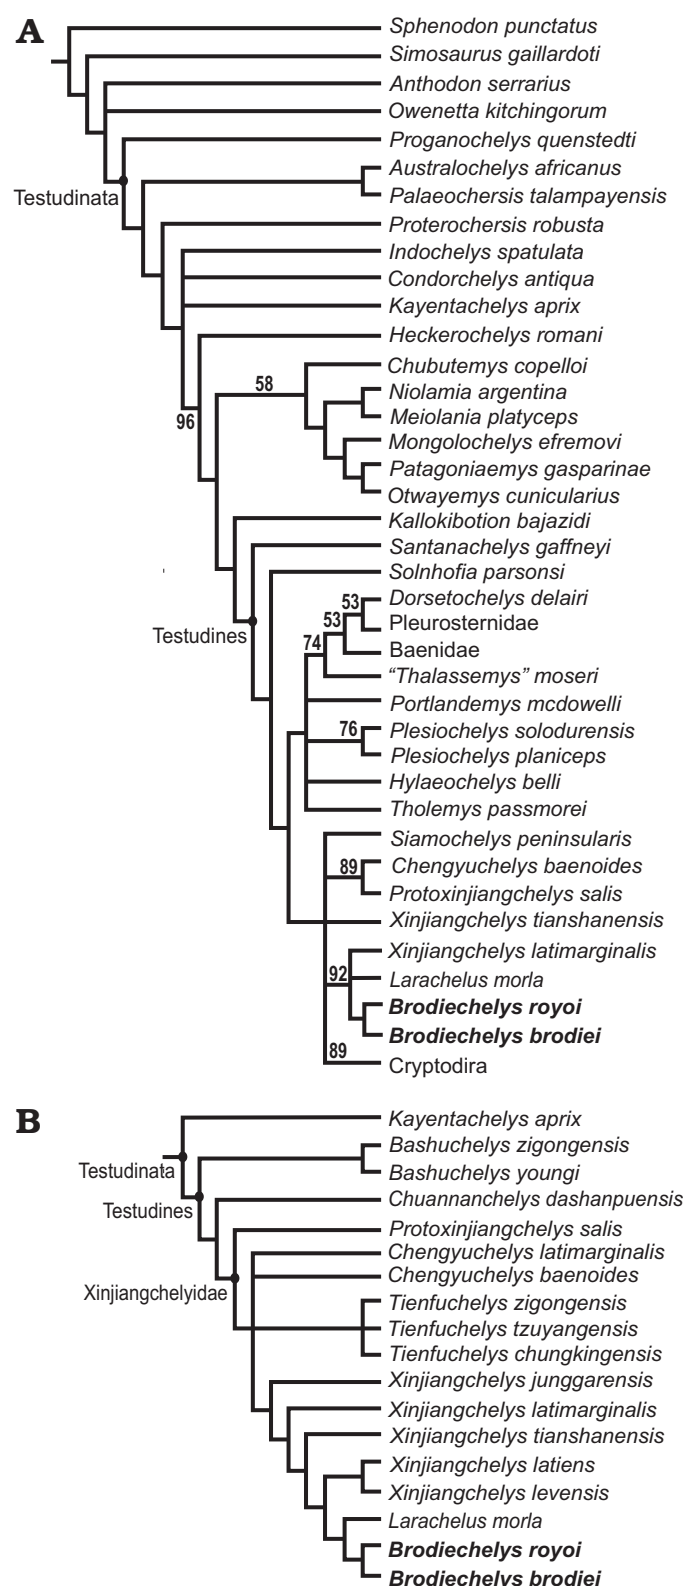 A
Sphenodon punctatus
Simosaurus gaillardoti
Anthodon serrarius
Owenetta kitchingorum
Proganochelys quenstedti
Australochelys africanus
Testudinata
Palaeochersis talampayensis
Proterochersis robusta
Indochelys spatulata
Condorchelys antiqua
Kayentachelys aprix
Heckerochelys romani
Chubutemys copelloi
58
Niolamia argentina
Meiolania platyceps
96
Mongolochelys efremovi
Patagoniaemys gasparinae
Otwayemys cunicularius
Kallokibotion bajazidi
Santanachelys gaffneyi
Solnhofia parsonsi
53
Dorsetochelys delairi
53
Pleurosternidae
Testudines
74
Baenidae
“Thalassemys” moseri
Portlandemys mcdowelli
76
Plesiochelys solodurensis
Plesiochelys planiceps
Hylaeochelys belli
Tholemys passmorei
Siamochelys peninsularis
89
Chengyuchelys baenoides
Protoxinjiangchelys salis
Xinjiangchelys tianshanensis
Xinjiangchelys latimarginalis
92
Larachelus morla
Brodiechelys royoi
Brodiechelys brodiei
89
Cryptodira
B
Kayentachelys aprix
Bashuchelys zigongensis
Testudinata
Bashuchelys youngi
Testudines
Chuannanchelys dashanpuensis
Protoxinjiangchelys salis
Chengyuchelys latimarginalis
Chengyuchelys baenoides
Xinjiangchelyidae
Tienfuchelys zigongensis
Tienfuchelys tzuyangensis
Tienfuchelys chungkingensis
Xinjiangchelys junggarensis
Xinjiangchelys latimarginalis
Xinjiangchelys tianshanensis
Xinjiangchelys latiens
Xinjiangchelys levensis
Larachelus morla
Brodiechelys royoi
Brodiechelys brodiei